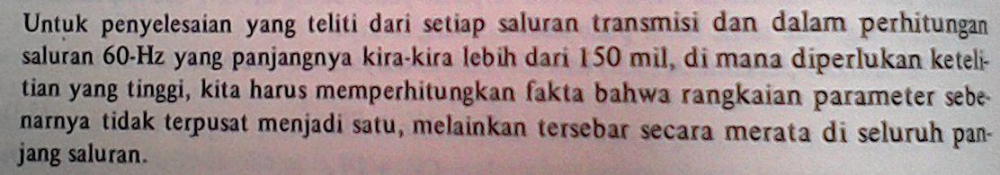 Untuk penyelesaian yang teliti dari setiap saluran transmisi dan dalam perhitungan
saluran 60-Hz yang panjangnya kira-kira lebih dari 150 mil, di mana diperlukan keteli-
tian yang tinggi, kita harus memperhitungkan fakta bahwa rangkaian parameter sebe-
narnya tidak terpusat menjadi satu, melainkan tersebar secara merata di seluruh pan-
jang saluran.